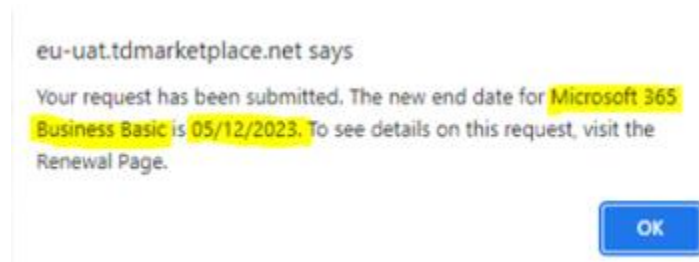 eu-uat.tdmarketplace.net says
Your request has been submitted. The new end date for Microsoft 365
Business Basic is 05/12/2023. To see details on this request, visit the
Renewal Page.
OK